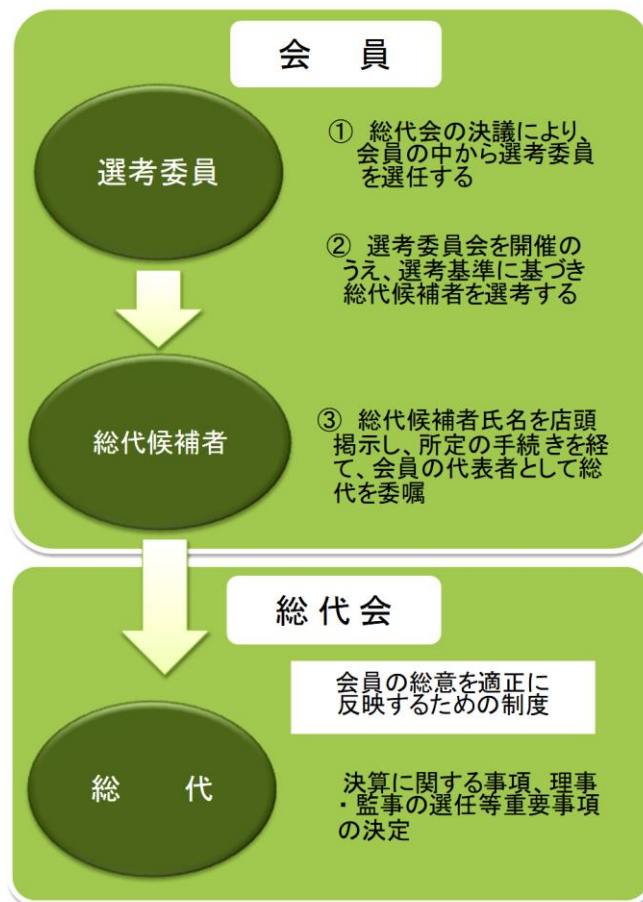 会 員
選考委員
① 総代会の決議により、
会員の中から選考委員
を選任する
② 選考委員会を開催の
うえ、選考基準に基づき
総代候補者を選考する
総代候補者
③ 総代候補者氏名を店頭
掲示し、所定の手続きを経
て、会員の代表者として総
代を委嘱
総代会
会員の総意を適正に
反映するための制度
総 代
決算に関する事項、理事
・監事の選任等重要事項
の決定